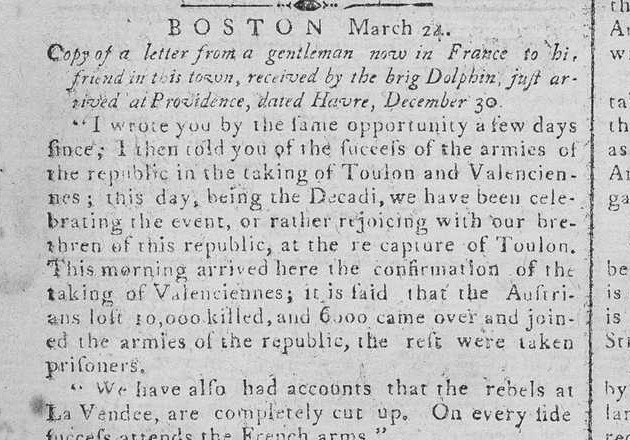 BOSTON March 24.
Copy of a letter from a gentleman now in France to hi.
friend in this town, received by the brig Dolphin, juſt ar-
rived at Providence, dated Havre, December 30.
"I wrote you by the ſame opportunity a few days
ſince; I then told you of the ſucceſs of the armies of
the republic in the taking of Toulon and Valencien-
nes; this day, being the Decadi, we have been cele-
brating the event, or rather rejoicing with our bre-
thren of this republic, at the re capture of Toulon.
This morning arrived here the confirmation of the
taking of Valenciennes; it is ſaid that the Auſtri-
ans loſt 10,000 killed, and 6000 came over and join-
ed the armies of the republic, the reſt were taken
priſoners.
"We have alſo had accounts that the rebels at
La Vendee, are completely cut up. On every ſide
ſucceſs attends the French arms."